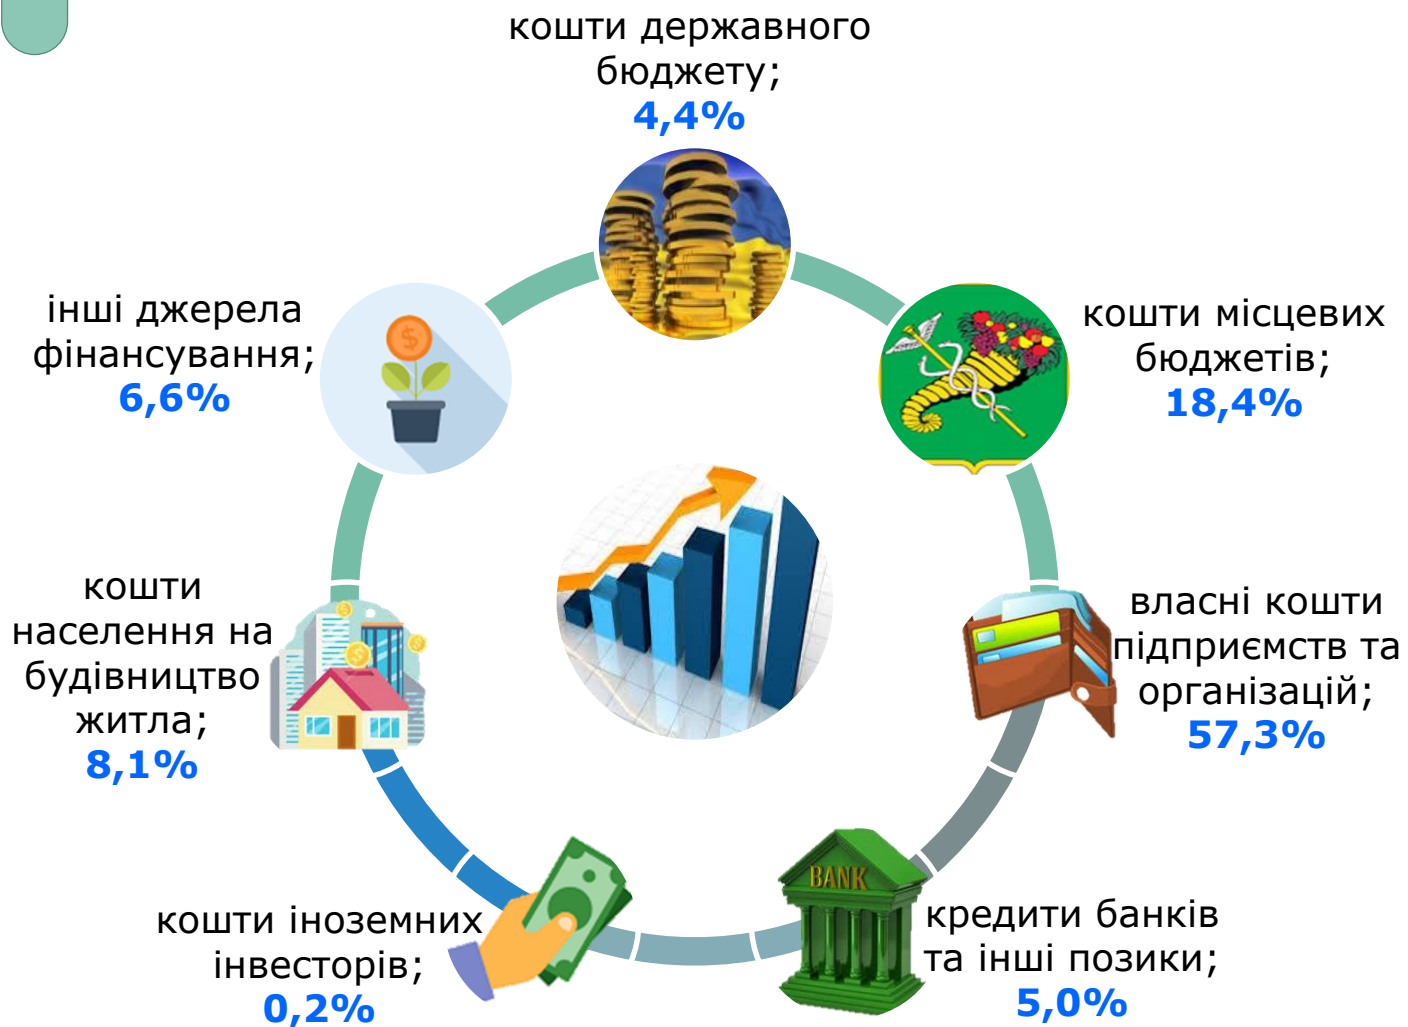 кошти державного
бюджету;
4,4%
кошти місцевих
бюджетів;
18,4%
власні кошти
підприємств та
організацій;
57,3%
BANK
кредити банків
та інші позики;
5,0%
кошти іноземних
інвесторів;
0,2%
кошти
населення на
будівництво
житла;
8,1%
інші джерела
фінансування;
6,6%